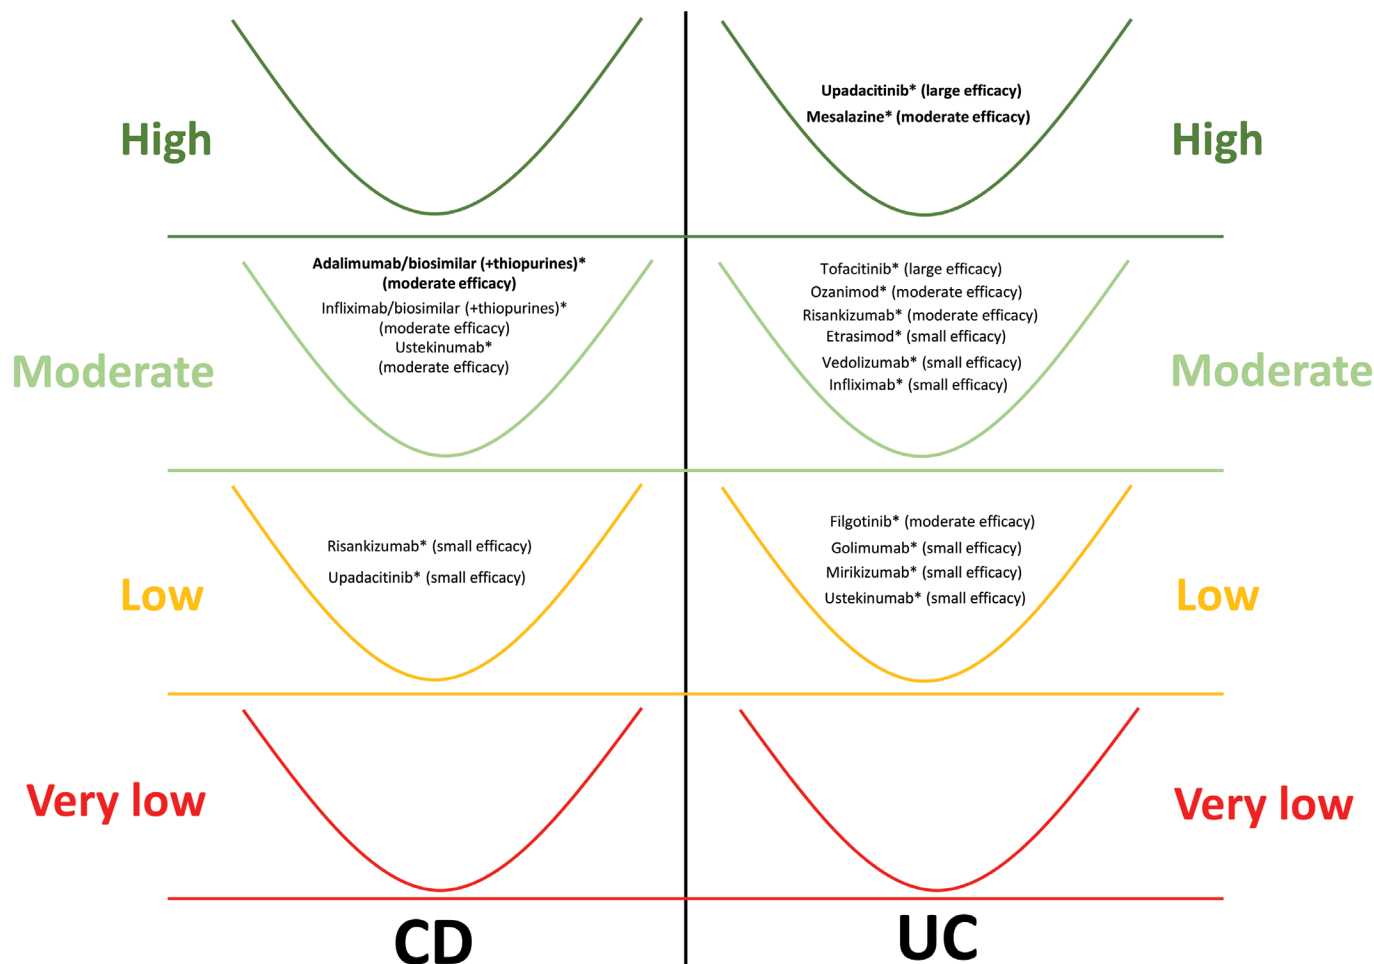 High
Upadacitinib* (large efficacy)
Mesalazine* (moderate efficacy)
High
Moderate
Adalimumab/biosimilar (+thiopurines)*
(moderate efficacy)
Infliximab/biosimilar (+thiopurines)*
(moderate efficacy)
Ustekinumab*
(moderate efficacy)
Tofacitinib* (large efficacy)
Ozanimod* (moderate efficacy)
Risankizumab* (moderate efficacy)
Etrasimod* (small efficacy)
Vedolizumab* (small efficacy)
Infliximab* (small efficacy)
Moderate
Low
Risankizumab* (small efficacy)
Upadacitinib* (small efficacy)
Filgotinib* (moderate efficacy)
Golimumab* (small efficacy)
Mirikizumab* (small efficacy)
Ustekinumab* (small efficacy)
Low
Very low
Very low
CD
UC